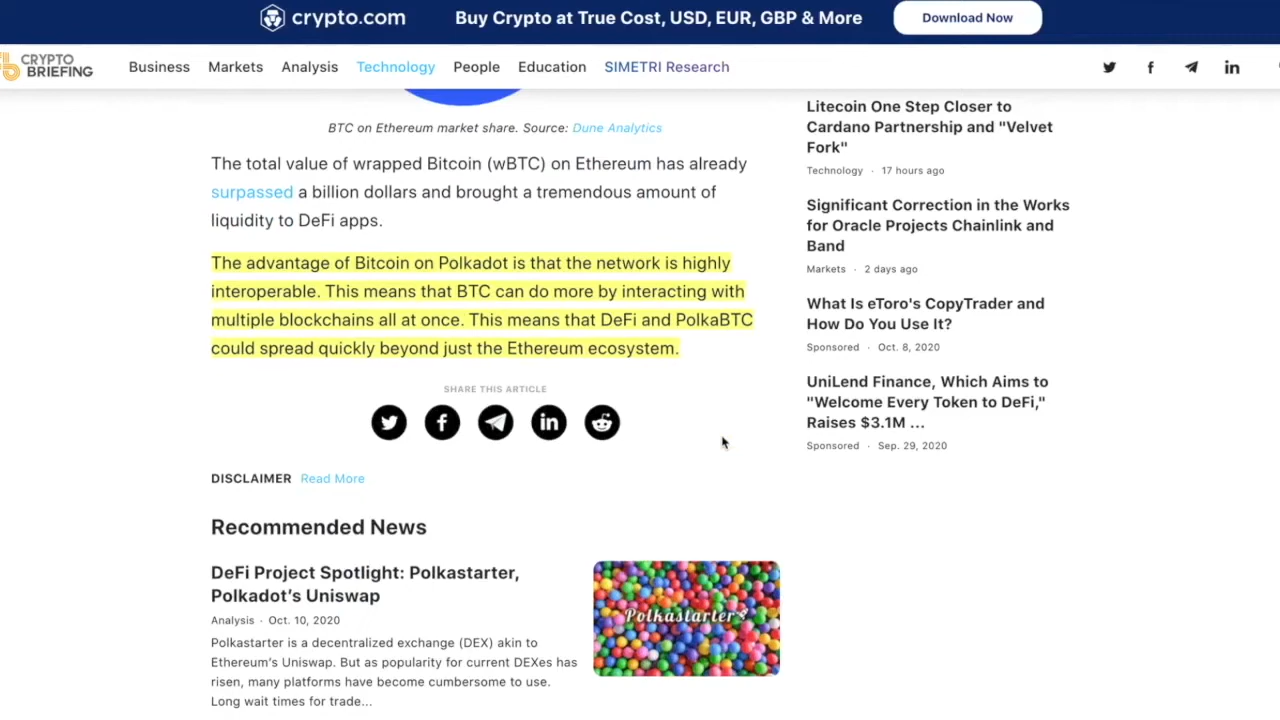 crypto.com
Buy Crypto at True Cost, USD, EUR, GBP & More
Download Now
CRYPTO
BRIEFING
Business Markets Analysis Technology People Education SIMETRI Research
BTC on Ethereum market share. Source: Dune Analytics
The total value of wrapped Bitcoin (wBTC) on Ethereum has already
surpassed a billion dollars and brought a tremendous amount of
liquidity to DeFi apps.
The advantage of Bitcoin on Polkadot is that the network is highly
interoperable. This means that BTC can do more by interacting with
multiple blockchains all at once. This means that DeFi and PolkaBTC
could spread quickly beyond just the Ethereum ecosystem.
SHARE THIS ARTICLE
DISCLAIMER Read More
Recommended News
DeFi Project Spotlight: Polkastarter,
Polkadot’s Uniswap
Analysis · Oct. 10, 2020
Polkastarter is a decentralized exchange (DEX) akin to
Ethereum’s Uniswap. But as popularity for current DEXes has
risen, many platforms have become cumbersome to use.
Long wait times for trade...
Polkastarter
Litecoin One Step Closer to
Cardano Partnership and "Velvet
Fork"
Technology · 17 hours ago
Significant Correction in the Works
for Oracle Projects Chainlink and
Band
Markets · 2 days ago
What Is eToro's CopyTrader and
How Do You Use It?
Sponsored · Oct. 8, 2020
UniLend Finance, Which Aims to
"Welcome Every Token to DeFi,"
Raises $3.1M ...
Sponsored · Sep. 29, 2020